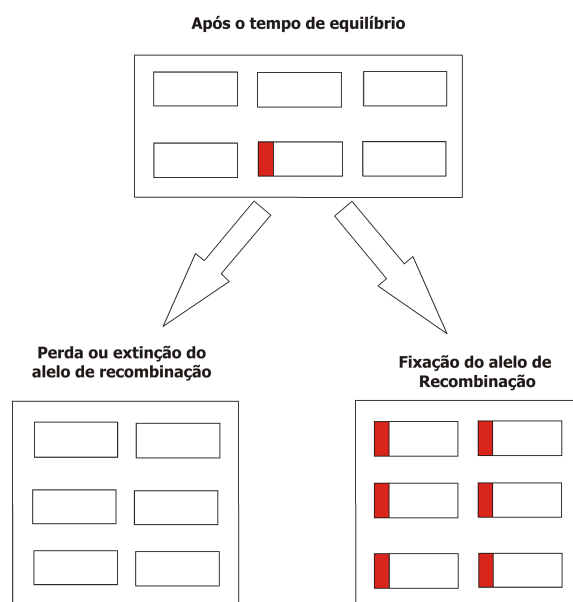 Após o tempo de equilíbrio
Perda ou extinção do
alelo de recombinação
Fixação do alelo de
Recombinação